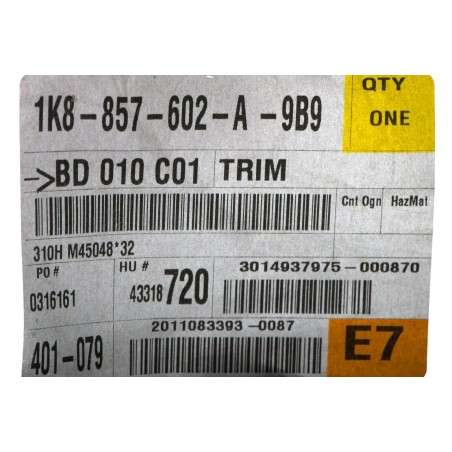 QTY
1K8-857-602-A -9B9
ONE
->BD 010 C01 TRIM
Cnt Ogn HazMat
310H M45048*32
PO # HU # 3014937975-000870
0316161 43318 720
2011083393-0087
401-079 E7